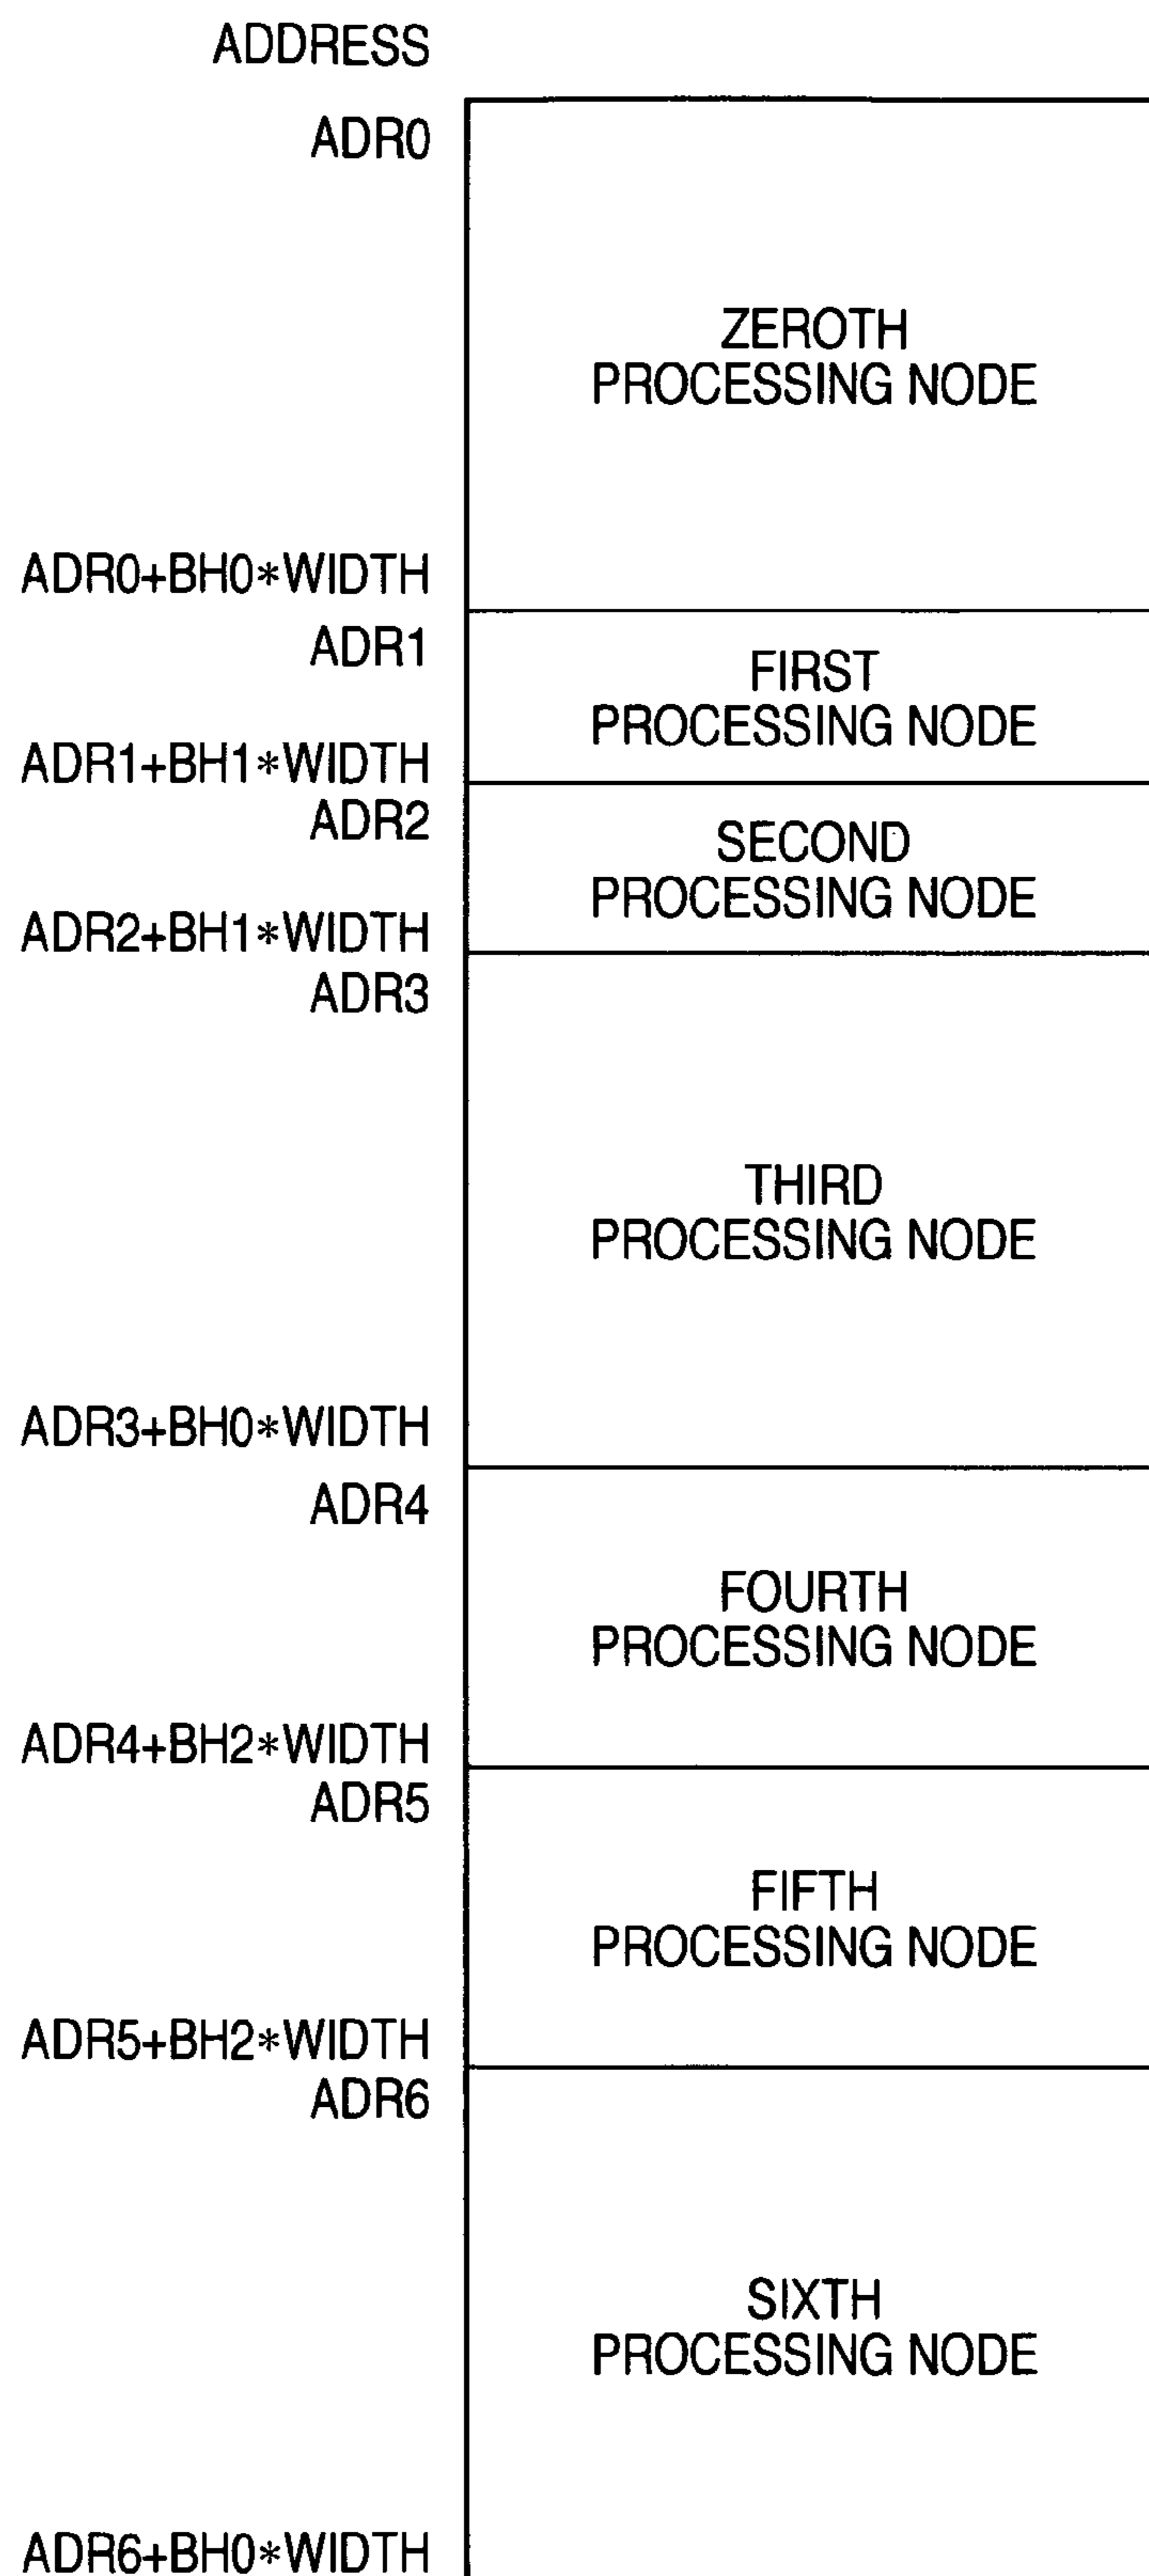 ADDRESS
ADR0
ZEROTH
PROCESSING NODE
ADR0+BH0*WIDTH
ADR1
FIRST
PROCESSING NODE
ADR1+BH1*WIDTH
ADR2
SECOND
PROCESSING NODE
ADR2+BH1*WIDTH
ADR3
THIRD
PROCESSING NODE
ADR3+BH0*WIDTH
ADR4
FOURTH
PROCESSING NODE
ADR4+BH2*WIDTH
ADR5
FIFTH
PROCESSING NODE
ADR5+BH2*WIDTH
ADR6
SIXTH
PROCESSING NODE
ADR6+BH0*WIDTH